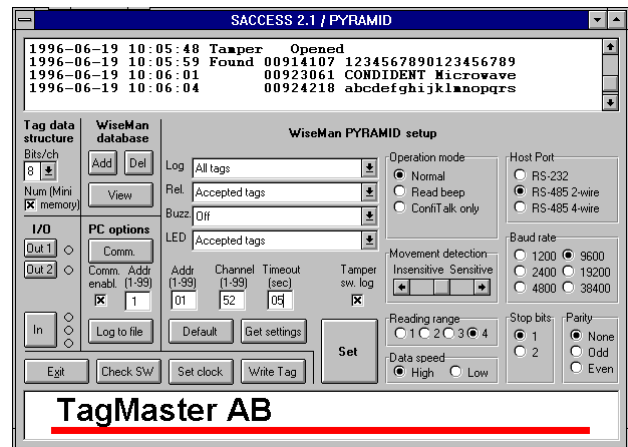 SACCESS 2.1 / PYRAMID
1996-06-19 10:05:48 Tamper Opened
1996-06-19 10:05:59 Found 00914107 1234567890123456789
1996-06-19 10:06:01 00923061 CONDIDENT Microwave
1996-06-19 10:06:04 00924218 abcdefghijklmnopqrs
Tag data structure
Bits/ch
8
Num (Mini memory)
WiseMan database
Add Del
View
WiseMan PYRAMID setup
Log All tags
Rel. Accepted tags
Buzz. Off
LED Accepted tags
Operation mode
Normal
Read beep
ConfiTalk only
Host Port
RS-232
RS-485 2-wire
RS-485 4-wire
I/O
Out 1
Out 2
In
PC options
Comm.
Comm. enabl. Addr (1-99)
1
Log to file
Addr (1-99) Channel (1-99) Timeout (sec) Tamper sw. log
01 52 05
Default Get settings
Set
Movement detection
Insensitive Sensitive
Baud rate
1200 9600
2400 19200
4800 38400
Reading range
1 2 3 4
Data speed
High Low
Stop bits
1
2
Parity
None
Odd
Even
Exit Check SW Set clock Write Tag
TagMaster AB